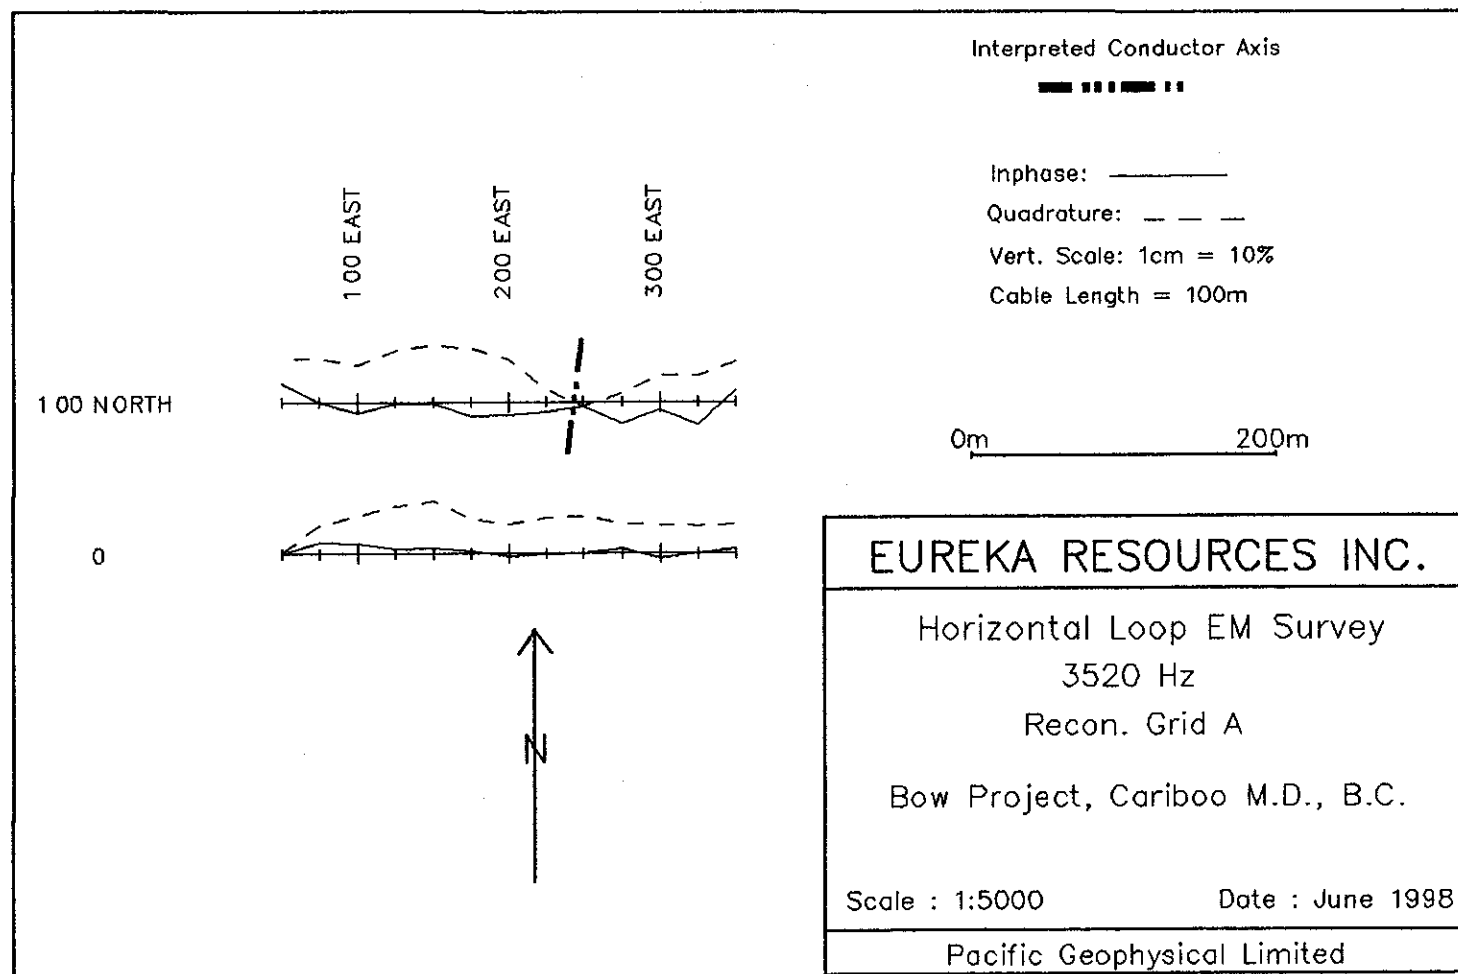 Interpreted Conductor Axis
Inphase:
Quadrature:
Vert. Scale: 1cm = 10%
Cable Length = 100m
100 EAST
200 EAST
300 EAST
100 NORTH
0
0m 200m
N
EUREKA RESOURCES INC.
Horizontal Loop EM Survey
3520 Hz
Recon. Grid A
Bow Project, Cariboo M.D., B.C.
Scale : 1:5000 Date : June 1998
Pacific Geophysical Limited